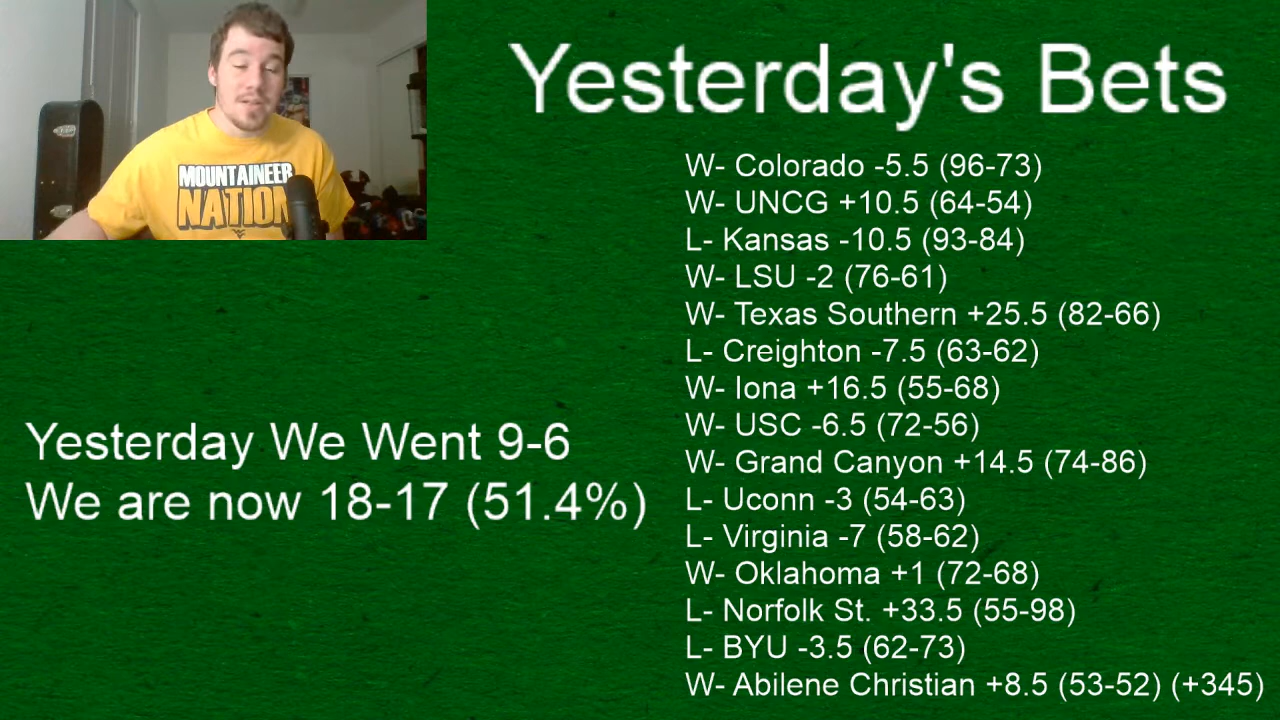 MOUNTAINEER
NATION
Yesterday's Bets
W- Colorado -5.5 (96-73)
W- UNCG +10.5 (64-54)
L- Kansas -10.5 (93-84)
W- LSU -2 (76-61)
W- Texas Southern +25.5 (82-66)
L- Creighton -7.5 (63-62)
W- Iona +16.5 (55-68)
W- USC -6.5 (72-56)
W- Grand Canyon +14.5 (74-86)
L- Uconn -3 (54-63)
L- Virginia -7 (58-62)
W- Oklahoma +1 (72-68)
L- Norfolk St. +33.5 (55-98)
L- BYU -3.5 (62-73)
W- Abilene Christian +8.5 (53-52) (+345)
Yesterday We Went 9-6
We are now 18-17 (51.4%)